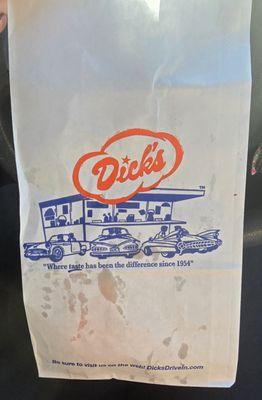 Dick's
TM
"Where taste has been the difference since 1954"
Be sure to visit us on the web! DicksDriveIn.com